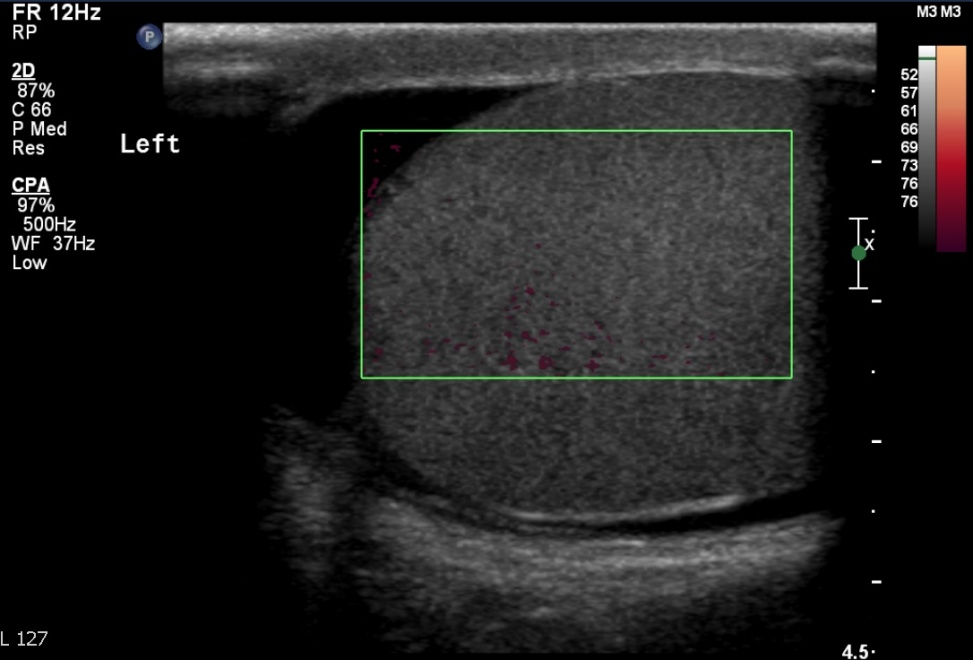 FR 12Hz
RP
2D
87%
C 66
P Med
Res
CPA
97%
500Hz
WF 37Hz
Low
P
Left
M3 M3
52
57
61
66
69
73
76
76
x
L 127
4.5